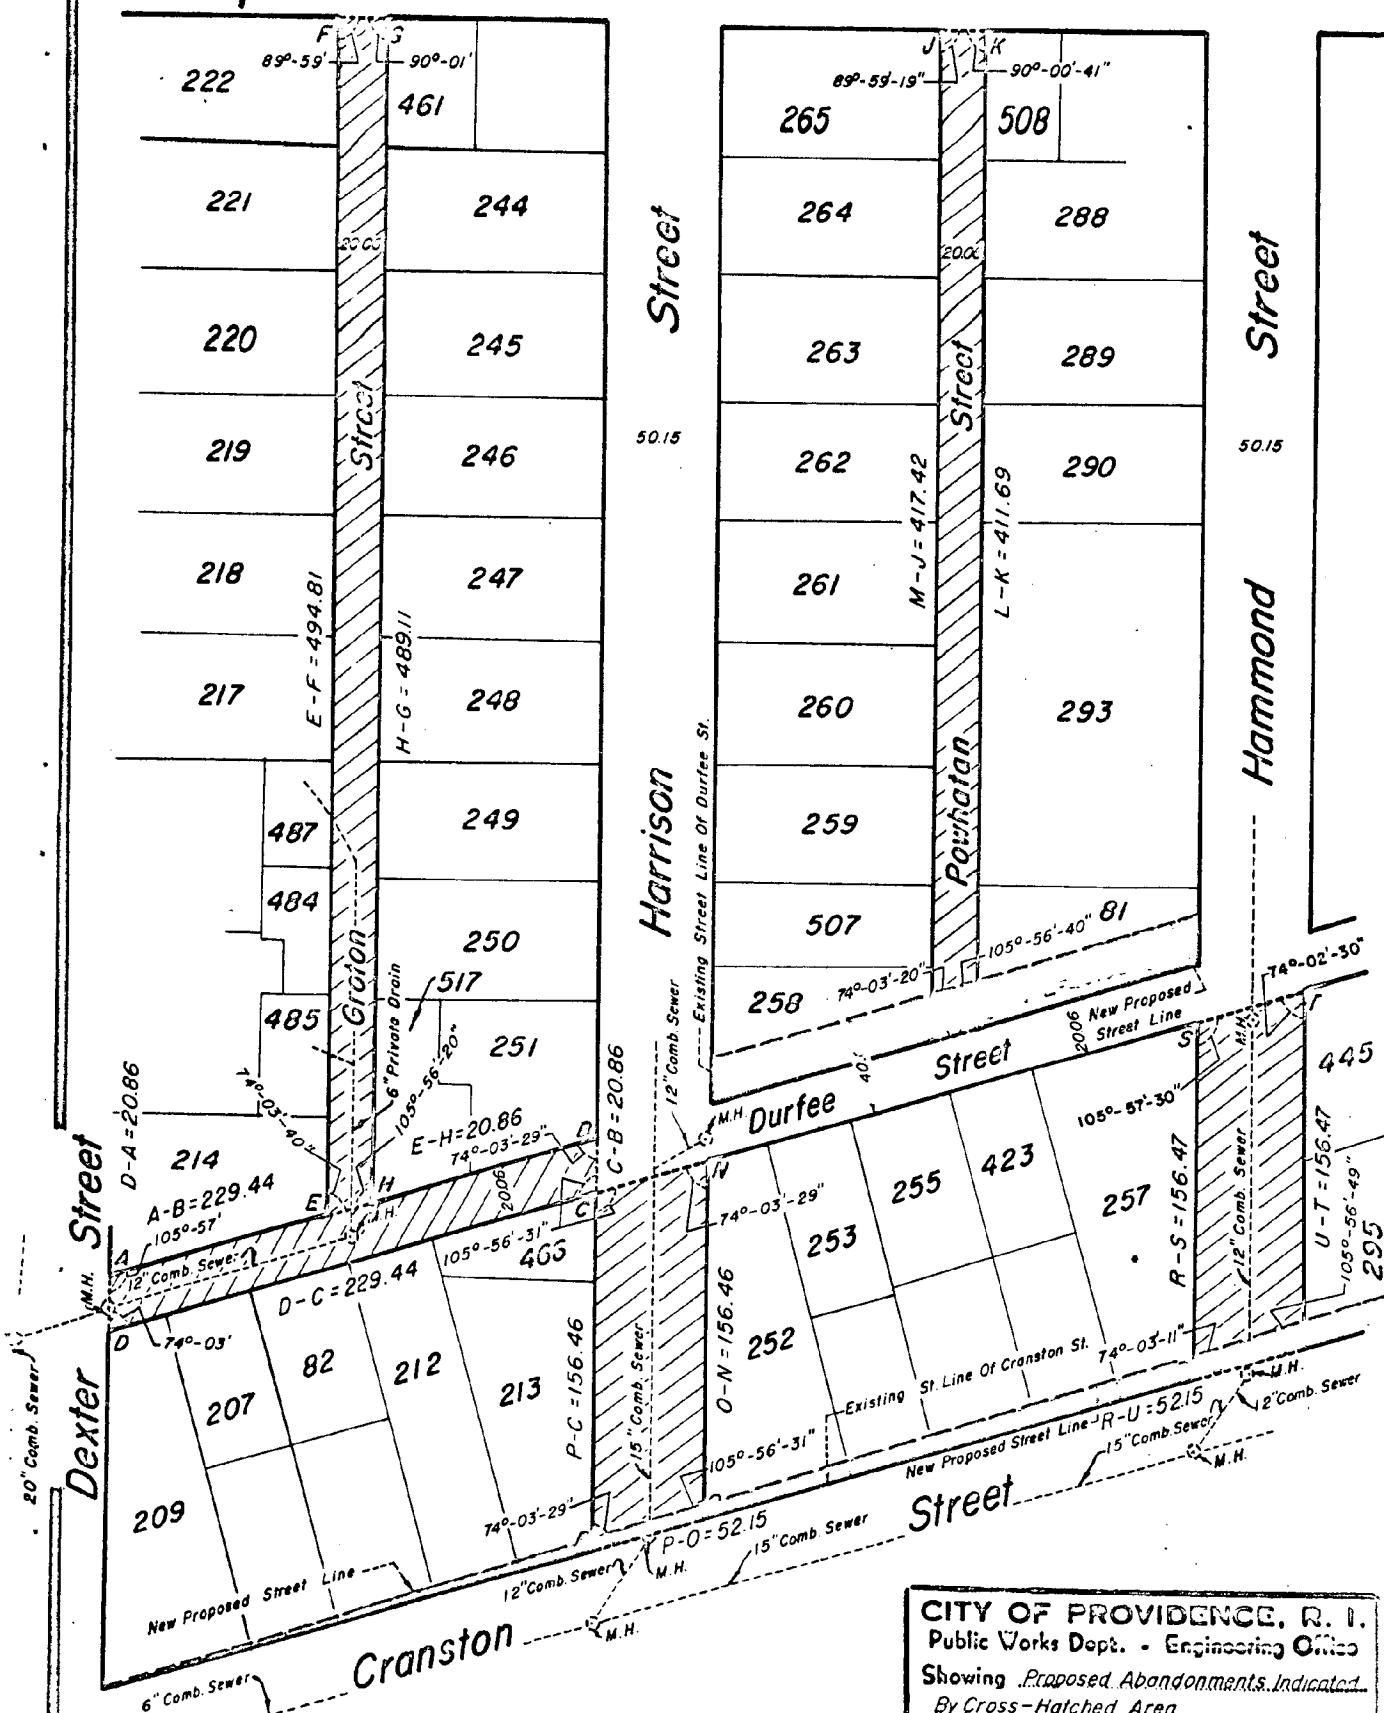 F
G
89°-59'
90°-01'
222
461
J
K
89°-59'-19"
90°-00'-41"
265
508
221
244
264
288
20.06
Street
Street
220
245
263
289
Street
Street
219
246
50.15
262
290
50.15
M-J = 417.42
L-K = 411.69
218
247
261
E-F = 494.81
H-G = 489.11
Hammond
217
248
260
293
Existing Street Line Of Durfee St.
Powhatan
Harrison
487
249
259
484
250
507
81
Groton
105°-56'-40"
74°-03'-20"
74°-02'-30"
6" Private Drain
517
258
485
251
12" Comb. Sewer
New Proposed
Street Line
2006
Street
40.
S
M.H.
T
445
D-A = 20.86
74°-03'-40"
105°-56'-20"
E-H = 20.86
74°-03'-29"
B
C-B = 20.86
M.H.
Durfee
105°-57'-30"
214
A-B = 229.44
105°-57'
E
H
M.H.
2006
N
74°-03'-29"
255
423
257
R-S = 156.47
12" Comb. Sewer
U-T = 156.47
105°-56'-49"
295
Street
A
12" Comb. Sewer
M.H.
D
74°-03'
D-C = 229.44
105°-56'-31"
C
466
253
252
O-N = 156.46
20" Comb. Sewer
Dexter
207
82
212
213
P-C = 156.46
15" Comb. Sewer
Existing St. Line Of Cranston St.
74°-03'-11"
M.H.
12" Comb. Sewer
New Proposed Street Line
R-U = 52.15
15" Comb. Sewer
M.H.
105°-56'-31"
209
74°-03'-29"
P-O = 52.15
15" Comb. Sewer
Street
New Proposed Street Line
12" Comb. Sewer
M.H.
M.H.
Cranston
6" Comb. Sewer
CITY OF PROVIDENCE, R. I.
Public Works Dept. - Engineering Office
Showing Proposed Abandonments Indicated
By Cross-Hatched Area